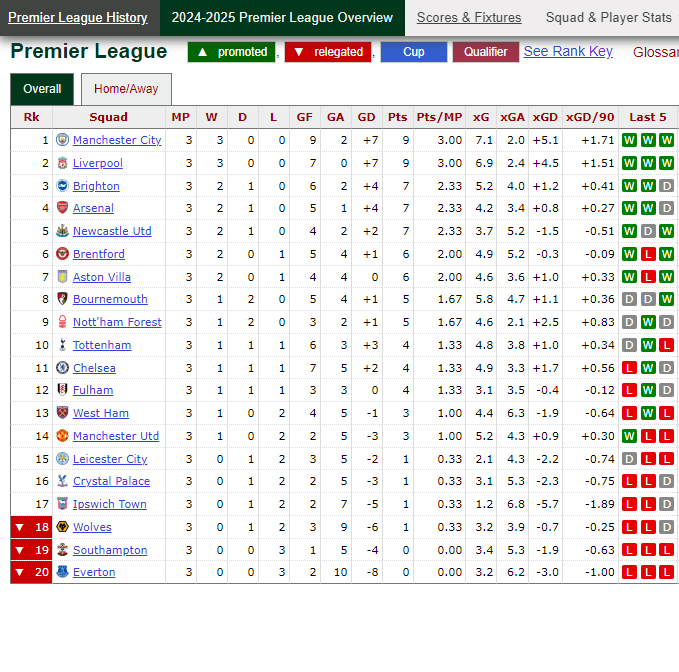 Premier League History 2024-2025 Premier League Overview Scores & Fixtures Squad & Player Stats
Premier League ▲ promoted , ▼ relegated , Cup Qualifier See Rank Key Glossar
Overall Home/Away
Rk Squad MP W D L GF GA GD Pts Pts/MP xG xGA xGD xGD/90 Last 5
1 Manchester City 3 3 0 0 9 2 +7 9 3.00 7.1 2.0 +5.1 +1.71 W W W
2 Liverpool 3 3 0 0 7 0 +7 9 3.00 6.9 2.4 +4.5 +1.51 W W W
3 Brighton 3 2 1 0 6 2 +4 7 2.33 5.2 4.0 +1.2 +0.41 W W D
4 Arsenal 3 2 1 0 5 1 +4 7 2.33 4.2 3.4 +0.8 +0.27 W W D
5 Newcastle Utd 3 2 1 0 4 2 +2 7 2.33 3.7 5.2 -1.5 -0.51 W D W
6 Brentford 3 2 0 1 5 4 +1 6 2.00 4.9 5.2 -0.3 -0.09 W L W
7 Aston Villa 3 2 0 1 4 4 0 6 2.00 4.6 3.6 +1.0 +0.33 W L W
8 Bournemouth 3 1 2 0 5 4 +1 5 1.67 5.8 4.7 +1.1 +0.36 D D W
9 Nott'ham Forest 3 1 2 0 3 2 +1 5 1.67 4.6 2.1 +2.5 +0.83 D W D
10 Tottenham 3 1 1 1 6 3 +3 4 1.33 4.8 3.8 +1.0 +0.34 D W L
11 Chelsea 3 1 1 1 7 5 +2 4 1.33 4.9 3.3 +1.7 +0.56 L W D
12 Fulham 3 1 1 1 3 3 0 4 1.33 3.1 3.5 -0.4 -0.12 L W D
13 West Ham 3 1 0 2 4 5 -1 3 1.00 4.4 6.3 -1.9 -0.64 L W L
14 Manchester Utd 3 1 0 2 2 5 -3 3 1.00 5.2 4.3 +0.9 +0.30 W L L
15 Leicester City 3 0 1 2 3 5 -2 1 0.33 2.1 4.3 -2.2 -0.74 D L L
16 Crystal Palace 3 0 1 2 2 5 -3 1 0.33 3.1 5.3 -2.3 -0.75 L L D
17 Ipswich Town 3 0 1 2 2 7 -5 1 0.33 1.2 6.8 -5.7 -1.89 L L D
▼ 18 Wolves 3 0 1 2 3 9 -6 1 0.33 3.2 3.9 -0.7 -0.25 L L D
▼ 19 Southampton 3 0 0 3 1 5 -4 0 0.00 3.4 5.3 -1.9 -0.63 L L L
▼ 20 Everton 3 0 0 3 2 10 -8 0 0.00 3.2 6.2 -3.0 -1.00 L L L